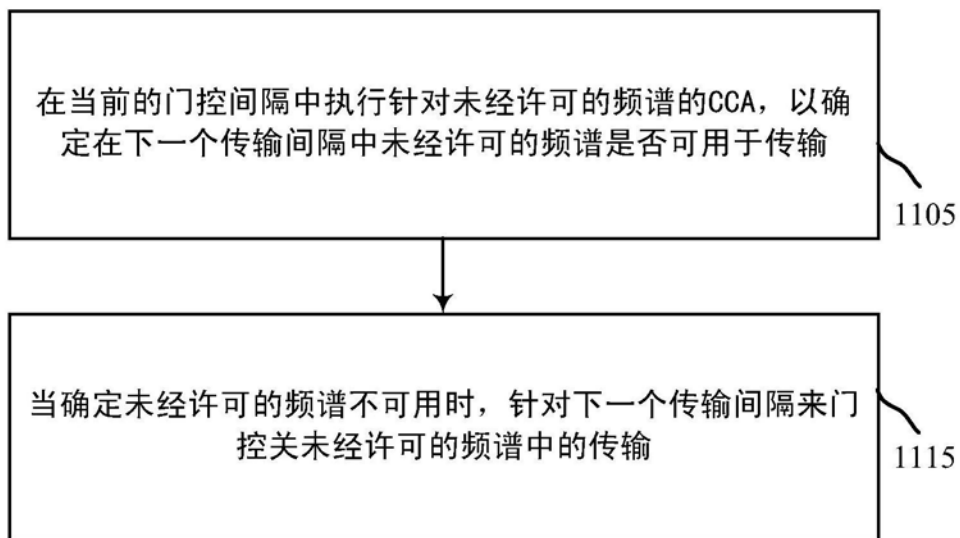 在当前的门控间隔中执行针对未经许可的频谱的CCA，以确
定在下一个传输间隔中未经许可的频谱是否可用于传输
1105
当确定未经许可的频谱不可用时，针对下一个传输间隔来门
控关未经许可的频谱中的传输
1115